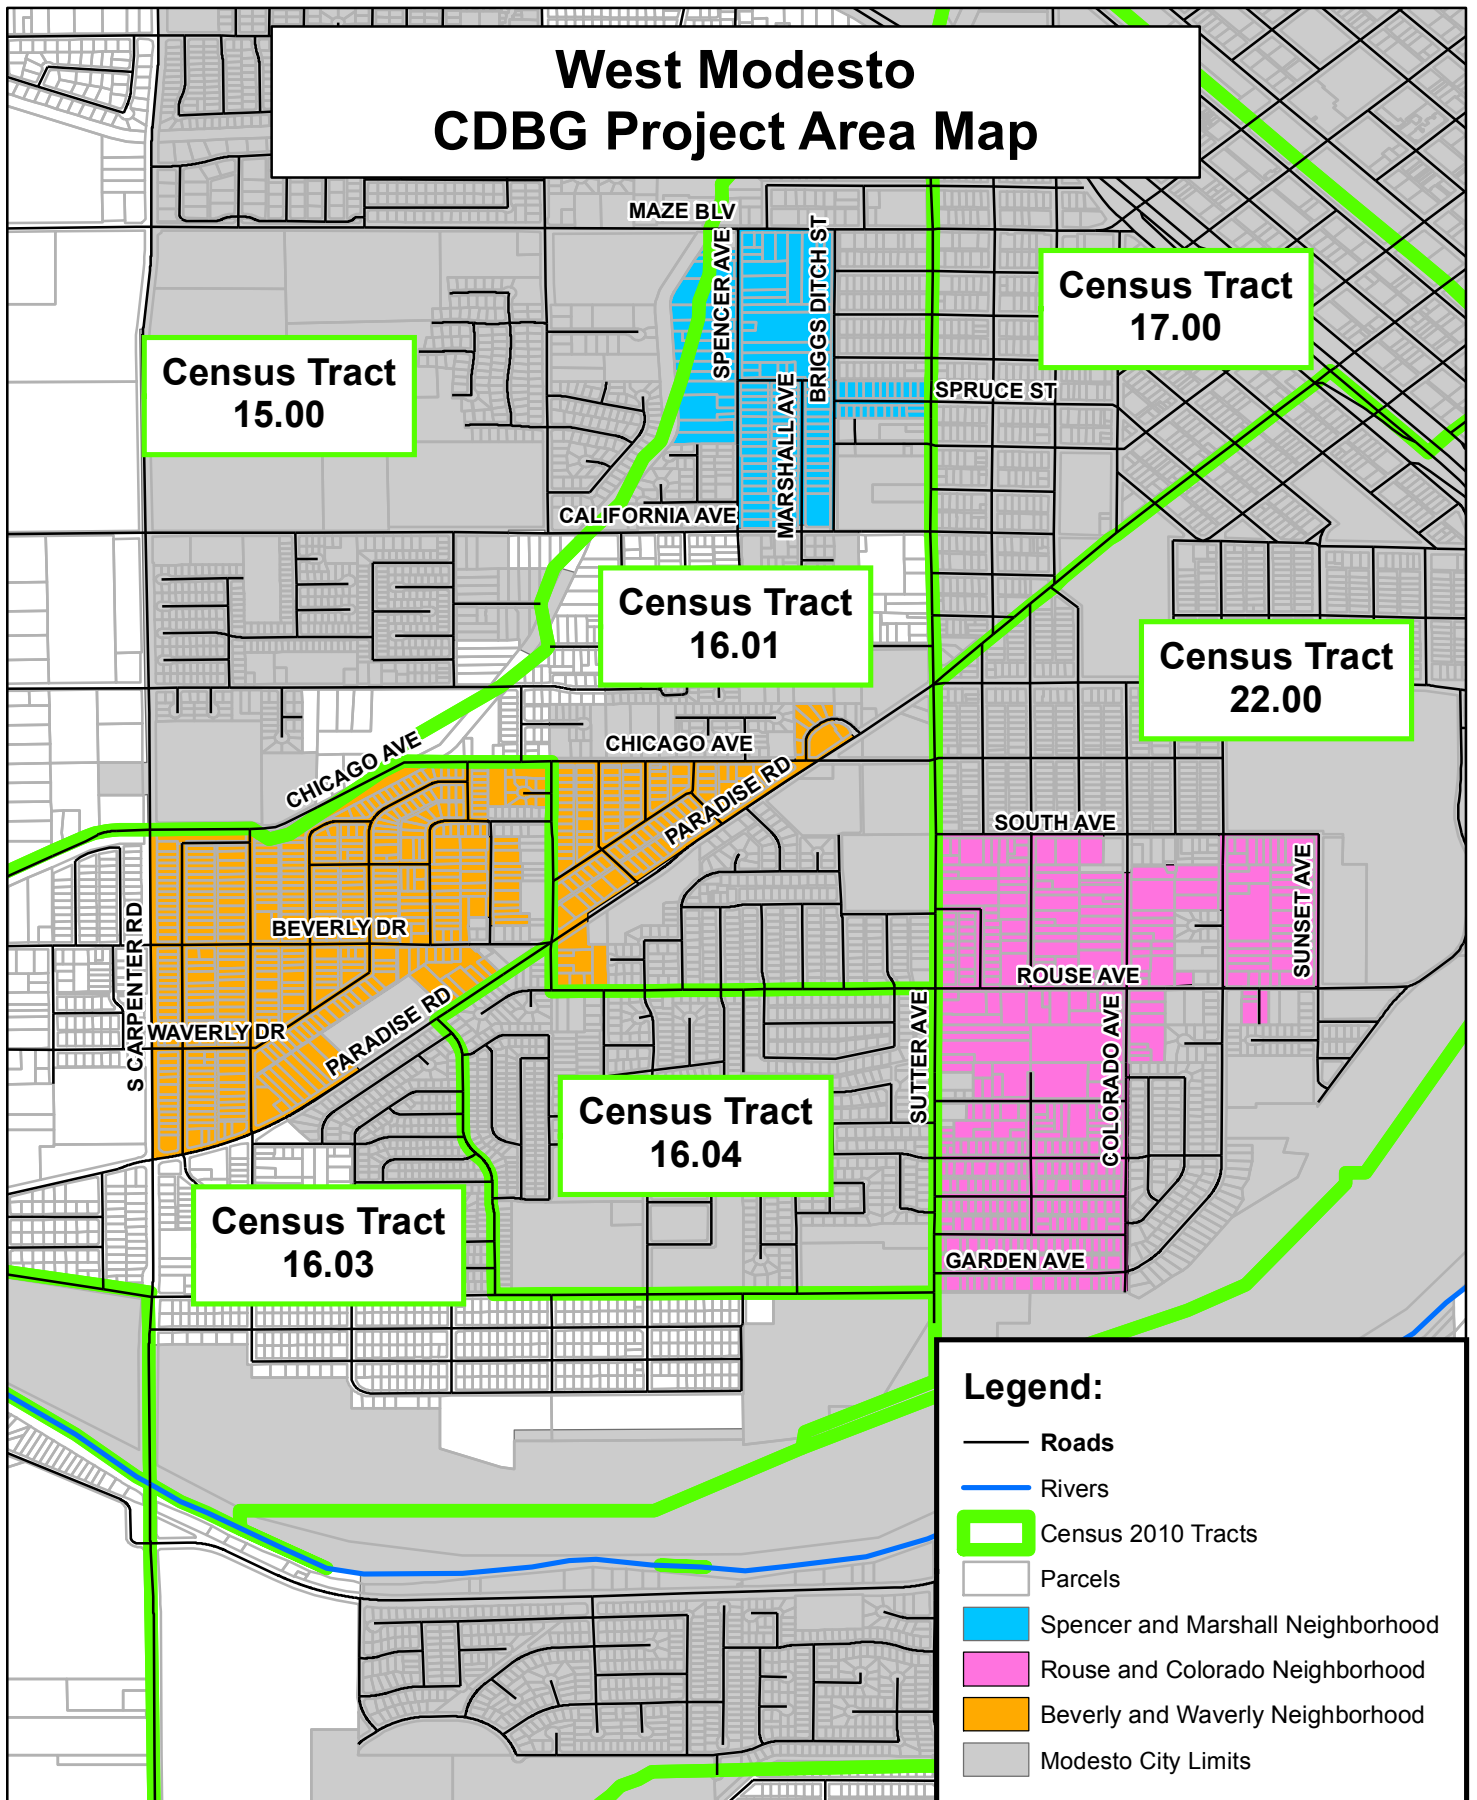 West Modesto
CDBG Project Area Map
MAZE BLV
SPENCER AVE
BRIGGS DITCH ST
MARSHALL AVE
SPRUCE ST
Census Tract
17.00
Census Tract
15.00
CALIFORNIA AVE
Census Tract
16.01
Census Tract
22.00
CHICAGO AVE
CHICAGO AVE
PARADISE RD
SOUTH AVE
SUNSET AVE
S CARPENTER RD
BEVERLY DR
ROUSE AVE
WAVERLY DR
PARADISE RD
SUTTER AVE
COLORADO AVE
Census Tract
16.04
Census Tract
16.03
GARDEN AVE
Legend:
Roads
Rivers
Census 2010 Tracts
Parcels
Spencer and Marshall Neighborhood
Rouse and Colorado Neighborhood
Beverly and Waverly Neighborhood
Modesto City Limits